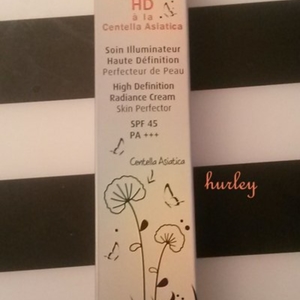 HD
à la
Centella Asiatica
Soin Illuminateur
Haute Définition
Perfecteur de Peau
High Definition
Radiance Cream
Skin Perfector
SPF 45
PA +++
Centella Asiatica
hurley